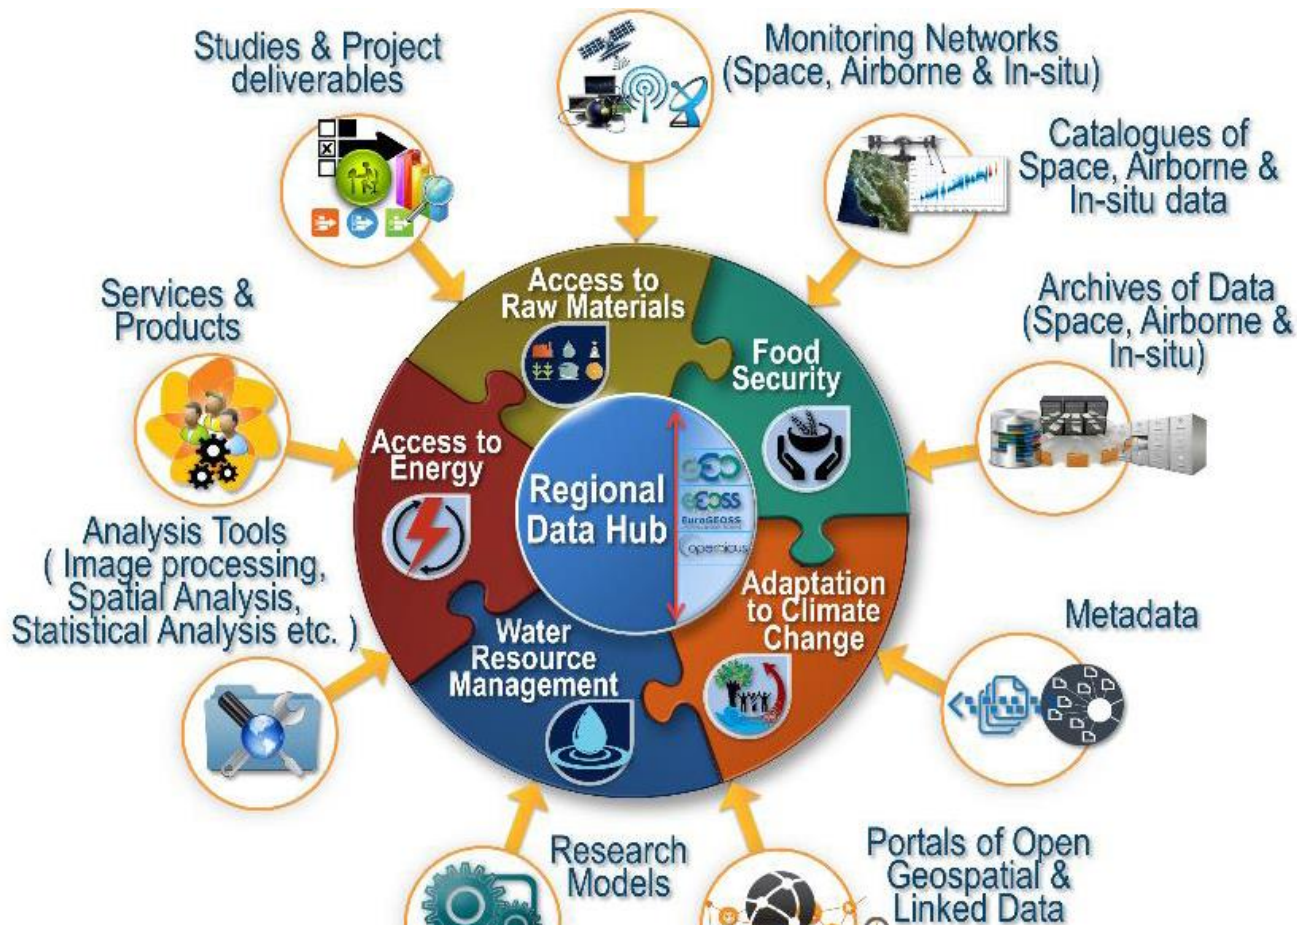 Studies & Project
deliverables
Monitoring Networks
(Space, Airborne & In-situ)
Catalogues of
Space, Airborne &
In-situ data
Services &
Products
Access to
Raw Materials
Archives of Data
(Space, Airborne &
In-situ)
Food
Security
Access to
Energy
Regional
Data Hub
GEO
GEOSS
EuroGEOSS
opernicus
Analysis Tools
( Image processing,
Spatial Analysis,
Statistical Analysis etc. )
Adaptation
to Climate
Change
Metadata
Water
Resource
Management
Research
Models
Portals of Open
Geospatial &
Linked Data